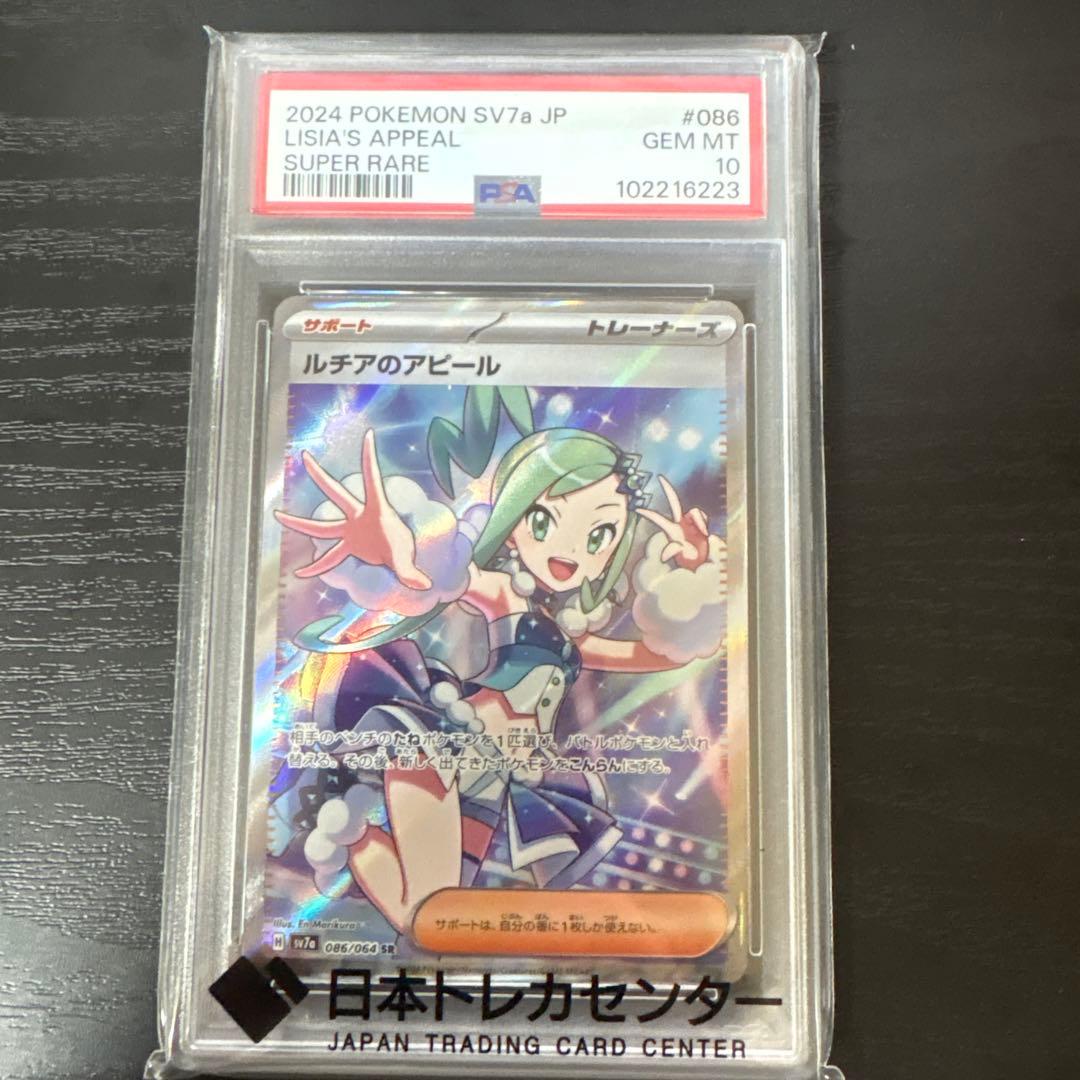 2024 POKEMON SV7a JP #086
LISIA'S APPEAL GEM MT
SUPER RARE 10
PSA 102216223
サポート トレーナーズ
ルチアのアピール
相手のベンチのたねポケモンを1匹選び、バトルポケモンと入れ
替える。その後、新しく出てきたポケモンをこんらんにする。
サポートは、自分の番に1枚しか使えない。
Illus. En Morikura
H SV7a 086/064 SR
日本トレカセンター
JAPAN TRADING CARD CENTER